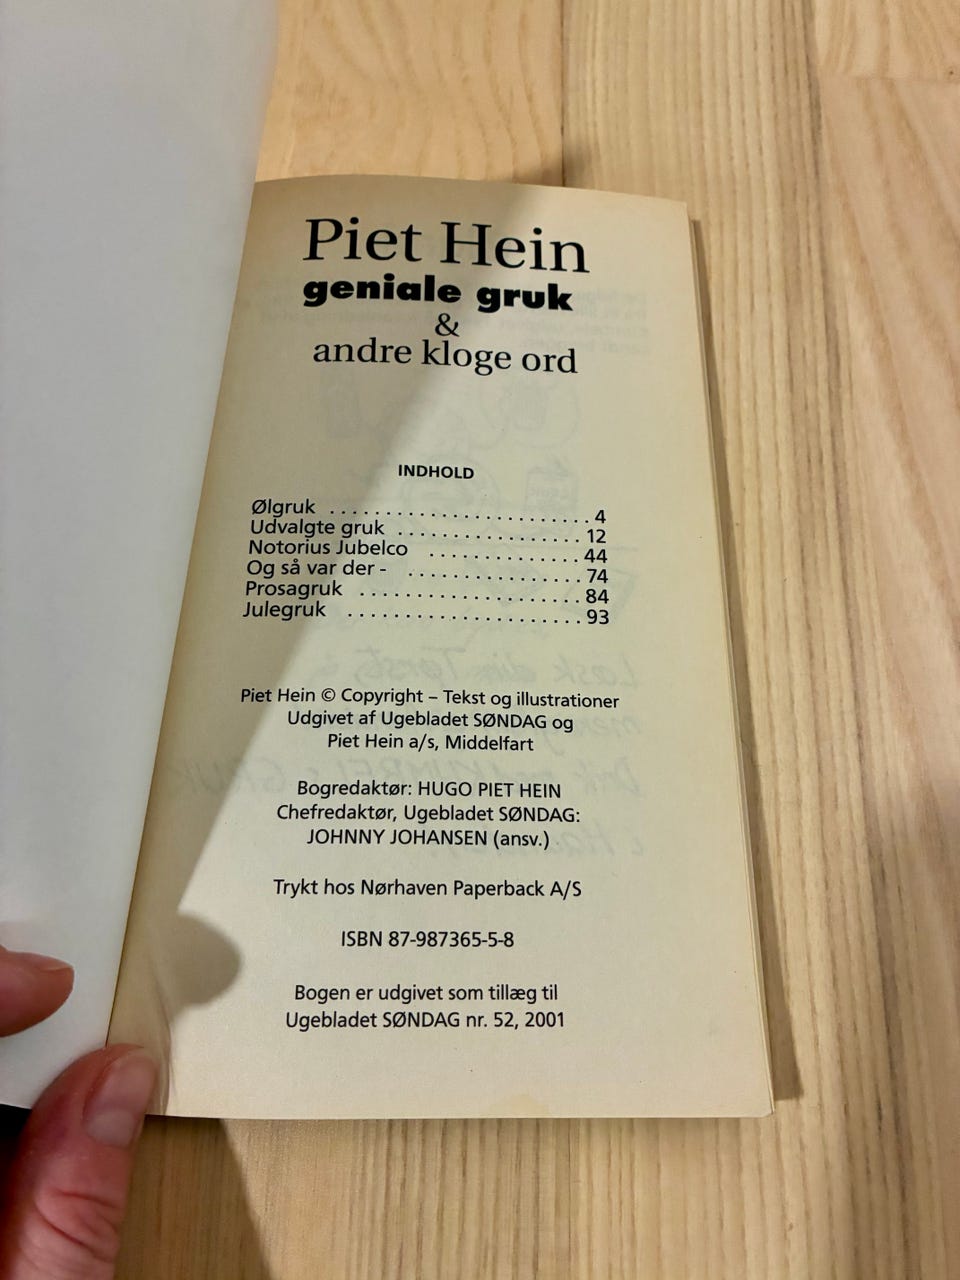 Piet Hein
geniale gruk
&
andre kloge ord
INDHOLD
Ølgruk ........................ 4
Udvalgte gruk ................. 12
Notorius Jubelco .............. 44
Og så var der - ................ 74
Prosagruk ..................... 84
Julegruk ...................... 93
Piet Hein © Copyright – Tekst og illustrationer
Udgivet af Ugebladet SØNDAG og
Piet Hein a/s, Middelfart
Bogredaktør: HUGO PIET HEIN
Chefredaktør, Ugebladet SØNDAG:
JOHNNY JOHANSEN (ansv.)
Trykt hos Nørhaven Paperback A/S
ISBN 87-987365-5-8
Bogen er udgivet som tillæg til
Ugebladet SØNDAG nr. 52, 2001